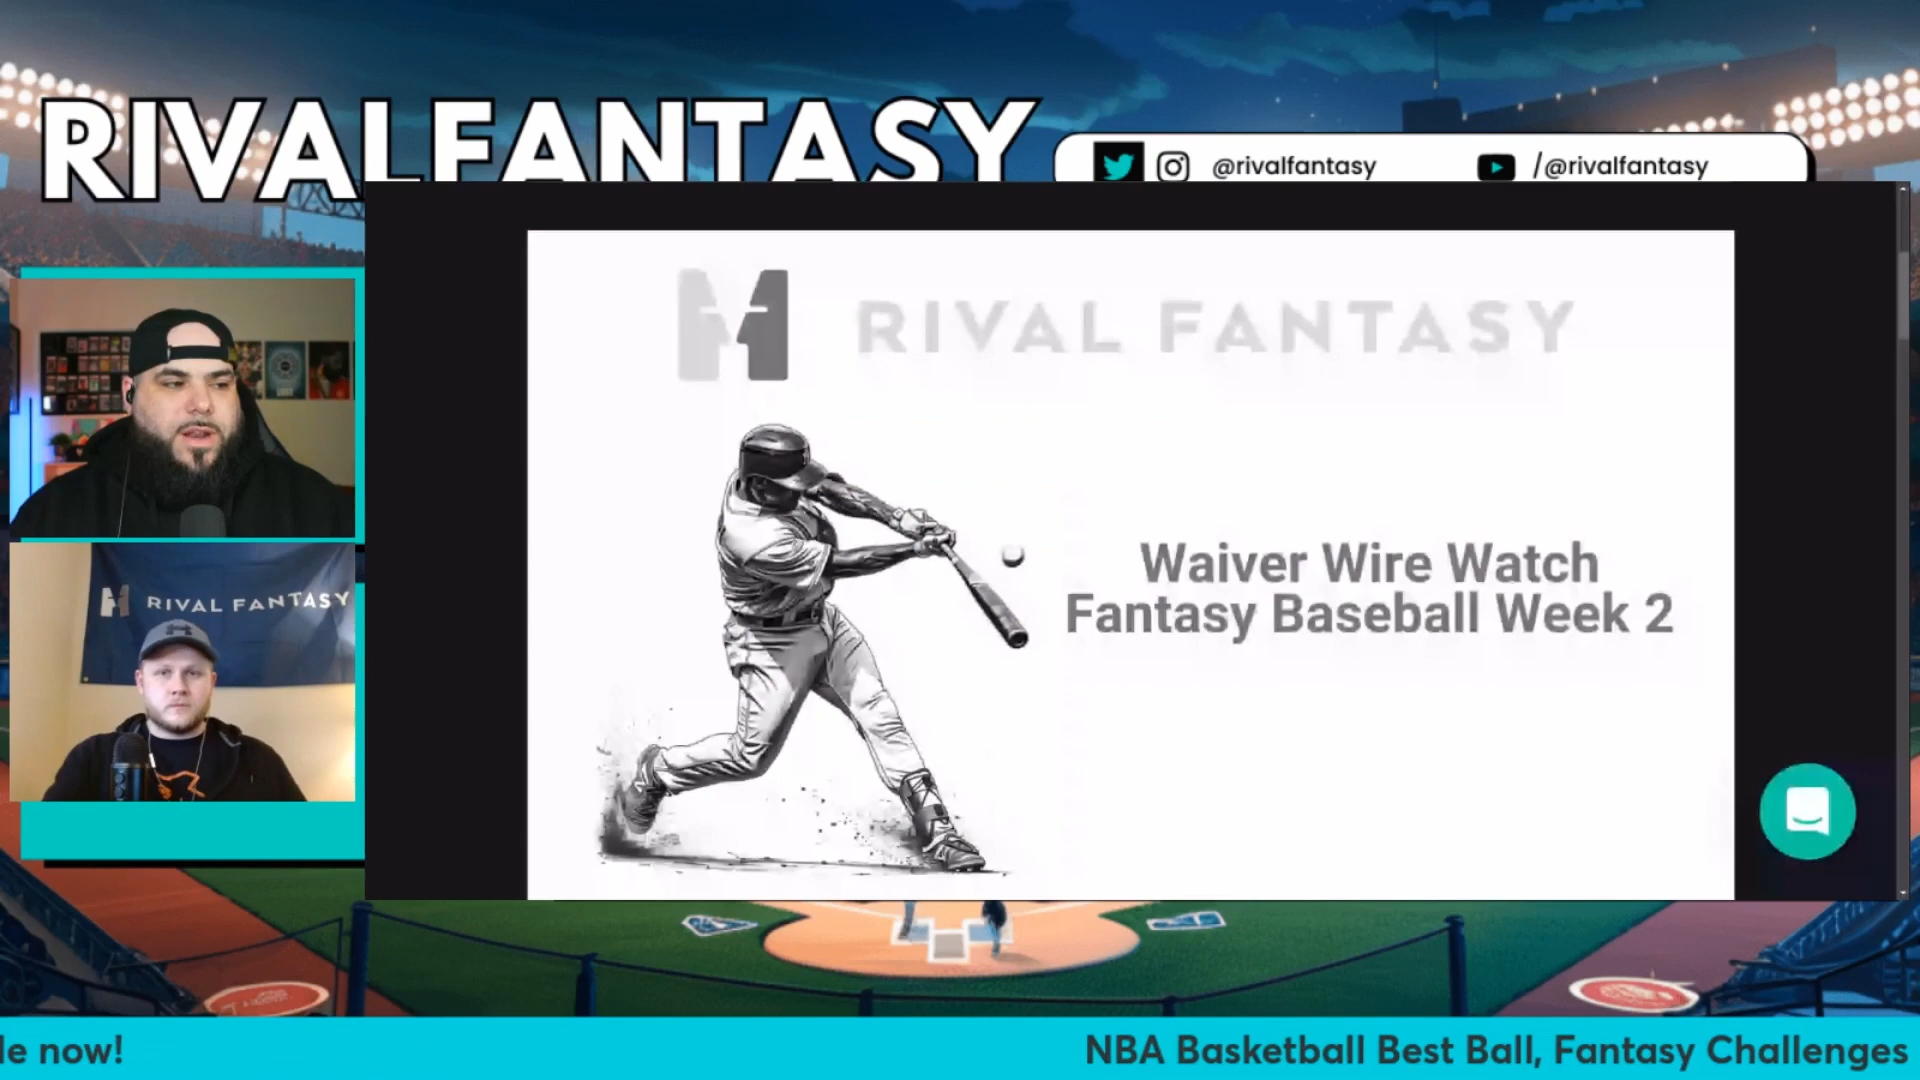 RIVALFANTASY
@rivalfantasy
/@rivalfantasy
RIVAL FANTASY
Waiver Wire Watch
Fantasy Baseball Week 2
RIVAL FANTASY
now!
NBA Basketball Best Ball, Fantasy Challenges